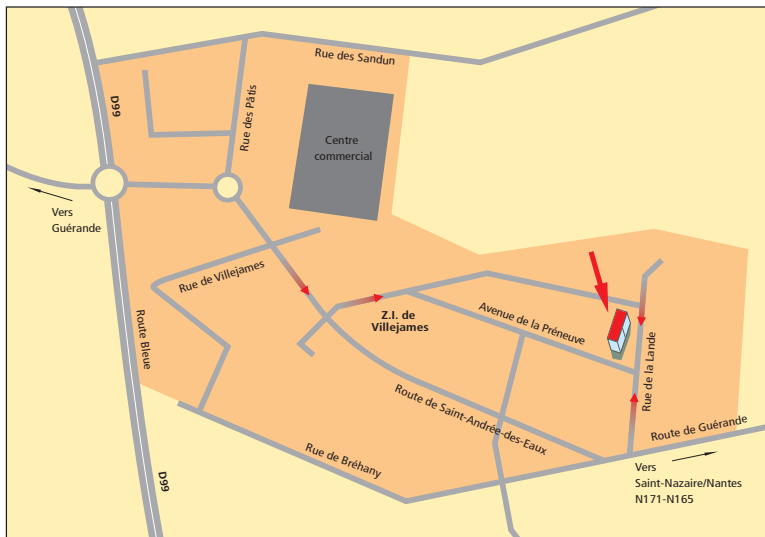 Rue des Sandun
D99
Rue des Pâtis
Centre
commercial
Vers
Guérande
Rue de Villejames
Z.I. de
Villejames
Avenue de la Préneuve
Route Bleue
Rue de la Lande
Route de Saint-Andrée-des-Eaux
Route de Guérande
Rue de Bréhany
Vers
Saint-Nazaire/Nantes
N171-N165
D99